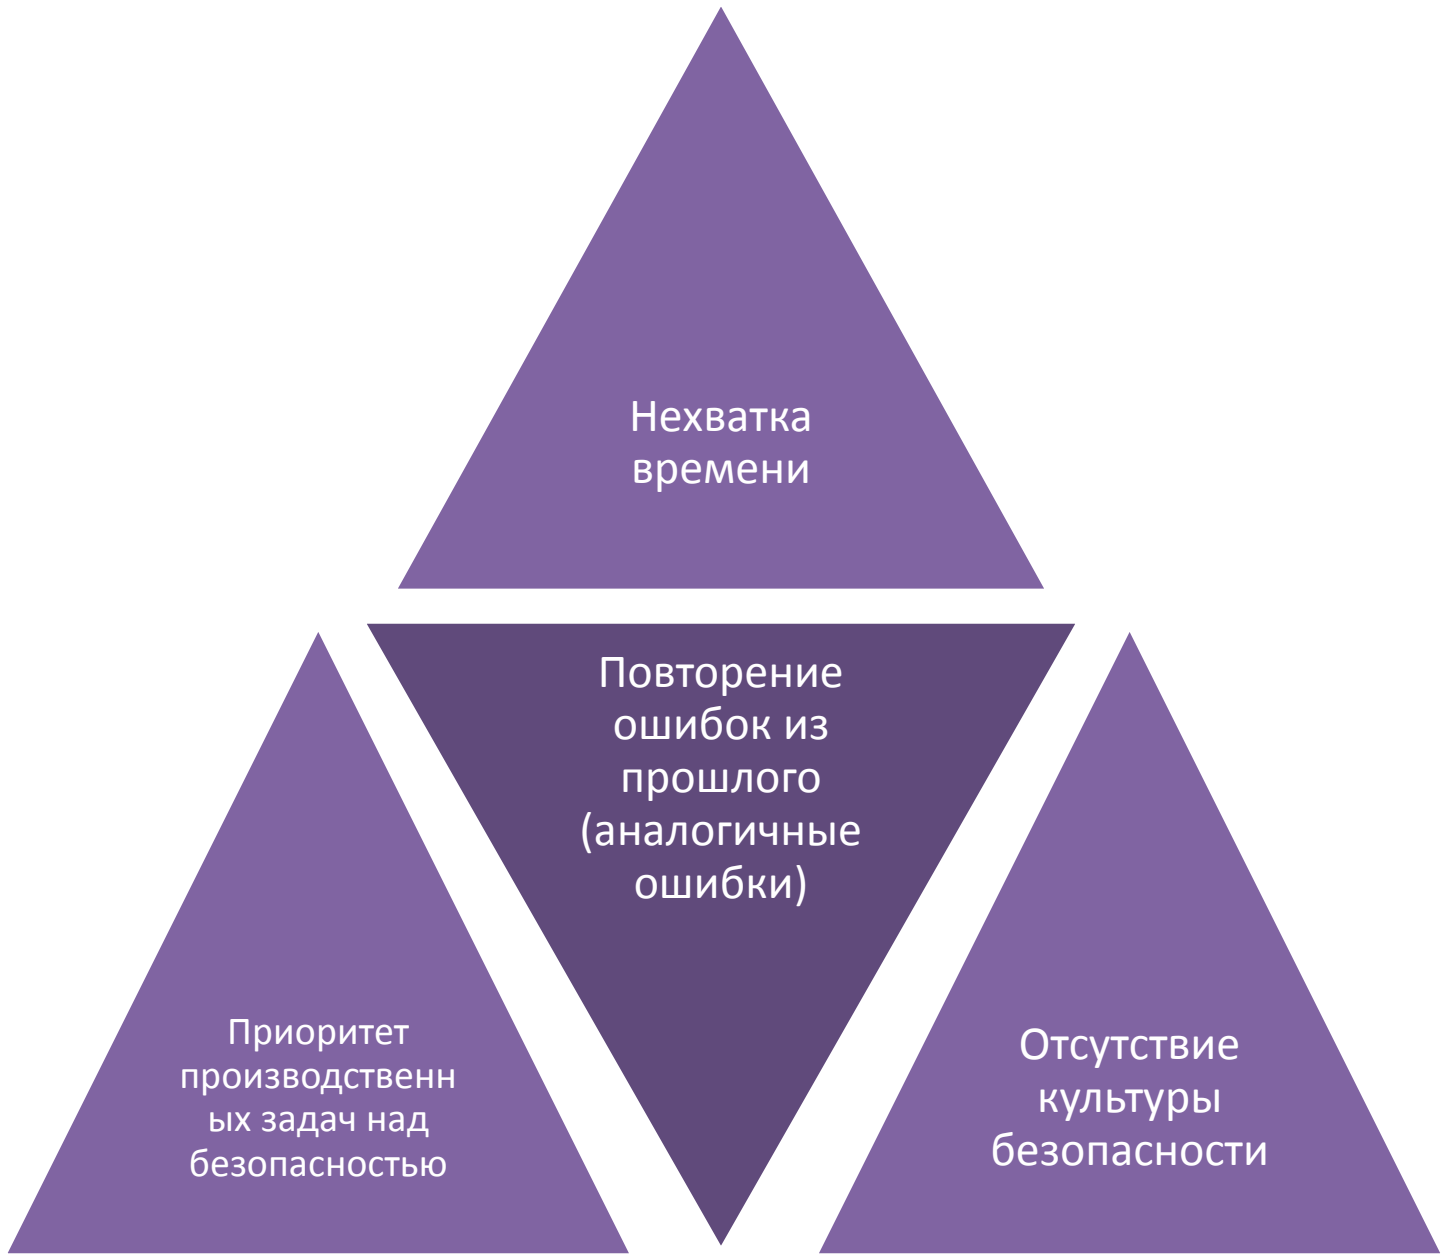 Нехватка
времени
Повторение
ошибок из
прошлого
(аналогичные
ошибки)
Приоритет
производственн
ых задач над
безопасностью
Отсутствие
культуры
безопасности